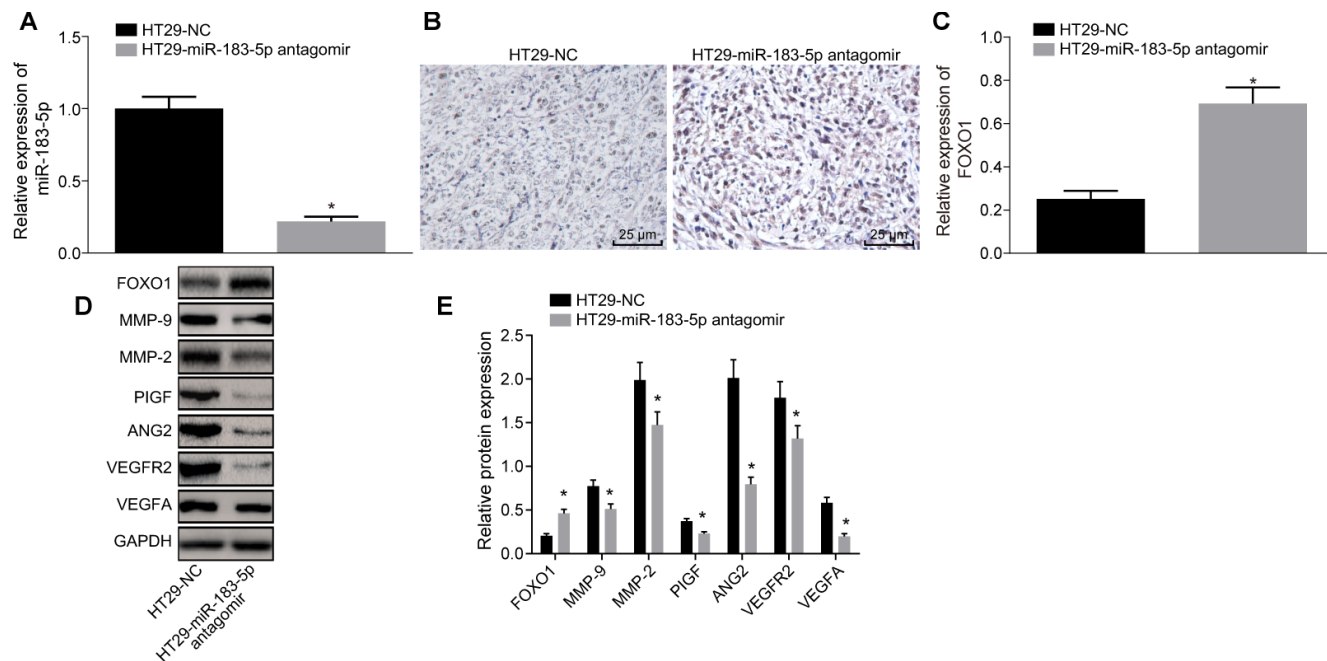 A
HT29-NC
HT29-miR-183-5p antagomir
Relative expression of
miR-183-5p
1.5
1.0
0.5
0.0
*
B
HT29-NC
HT29-miR-183-5p antagomir
25 μm
25 μm
C
HT29-NC
HT29-miR-183-5p antagomir
Relative expression of
FOXO1
1.0
0.8
0.6
0.4
0.2
0.0
*
D
FOXO1
MMP-9
MMP-2
PIGF
ANG2
VEGFR2
VEGFA
GAPDH
HT29-NC
HT29-miR-183-5p
antagomir
E
HT29-NC
HT29-miR-183-5p antagomir
Relative protein expression
2.5
2.0
1.5
1.0
0.5
0.0
* * * * * * *
FOXO1
MMP-9
MMP-2
PIGF
ANG2
VEGFR2
VEGFA